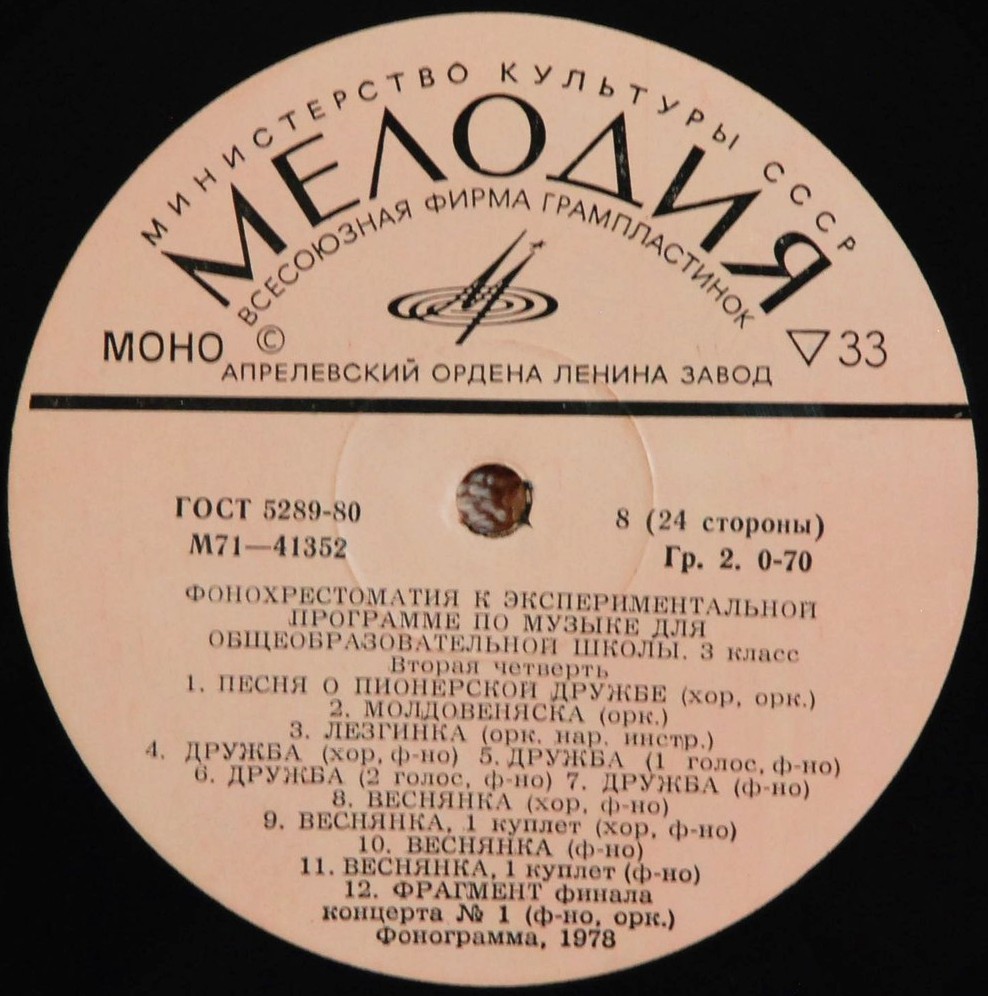 МИНИСТЕРСТВО КУЛЬТУРЫ СССР
МЕЛОДИЯ
ВСЕСОЮЗНАЯ ФИРМА ГРАМПЛАСТИНОК
МОНО © ▽33
АПРЕЛЕВСКИЙ ОРДЕНА ЛЕНИНА ЗАВОД
ГОСТ 5289-80 8 (24 стороны)
М71—41352 Гр. 2. 0-70
ФОНОХРЕСТОМАТИЯ К ЭКСПЕРИМЕНТАЛЬНОЙ
ПРОГРАММЕ ПО МУЗЫКЕ ДЛЯ
ОБЩЕОБРАЗОВАТЕЛЬНОЙ ШКОЛЫ. 3 класс
Вторая четверть
1. ПЕСНЯ О ПИОНЕРСКОЙ ДРУЖБЕ (хор, орк.)
2. МОЛДОВЕНЯСКА (орк.)
3. ЛЕЗГИНКА (орк. нар. инстр.)
4. ДРУЖБА (хор, ф-но) 5. ДРУЖБА (1 голос, ф-но)
6. ДРУЖБА (2 голос, ф-но) 7. ДРУЖБА (ф-но)
8. ВЕСНЯНКА (хор, ф-но)
9. ВЕСНЯНКА, 1 куплет (хор, ф-но)
10. ВЕСНЯНКА (ф-но)
11. ВЕСНЯНКА, 1 куплет (ф-но)
12. ФРАГМЕНТ финала
концерта № 1 (ф-но, орк.)
Фонограмма, 1978